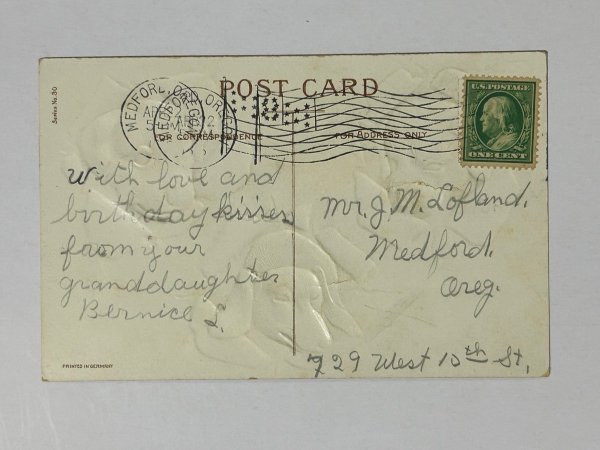 Series No. 30
POST CARD
MEDFORD, OREGON
U.S. POSTAGE
ONE CENT
FOR CORRESPONDENCE
FOR ADDRESS ONLY
With love and
birthday kisses
from your
granddaughter
Bernice L.
Mr. J. M. Lofland.
Medford.
Oreg.
729 West 10th St,
PRINTED IN GERMANY